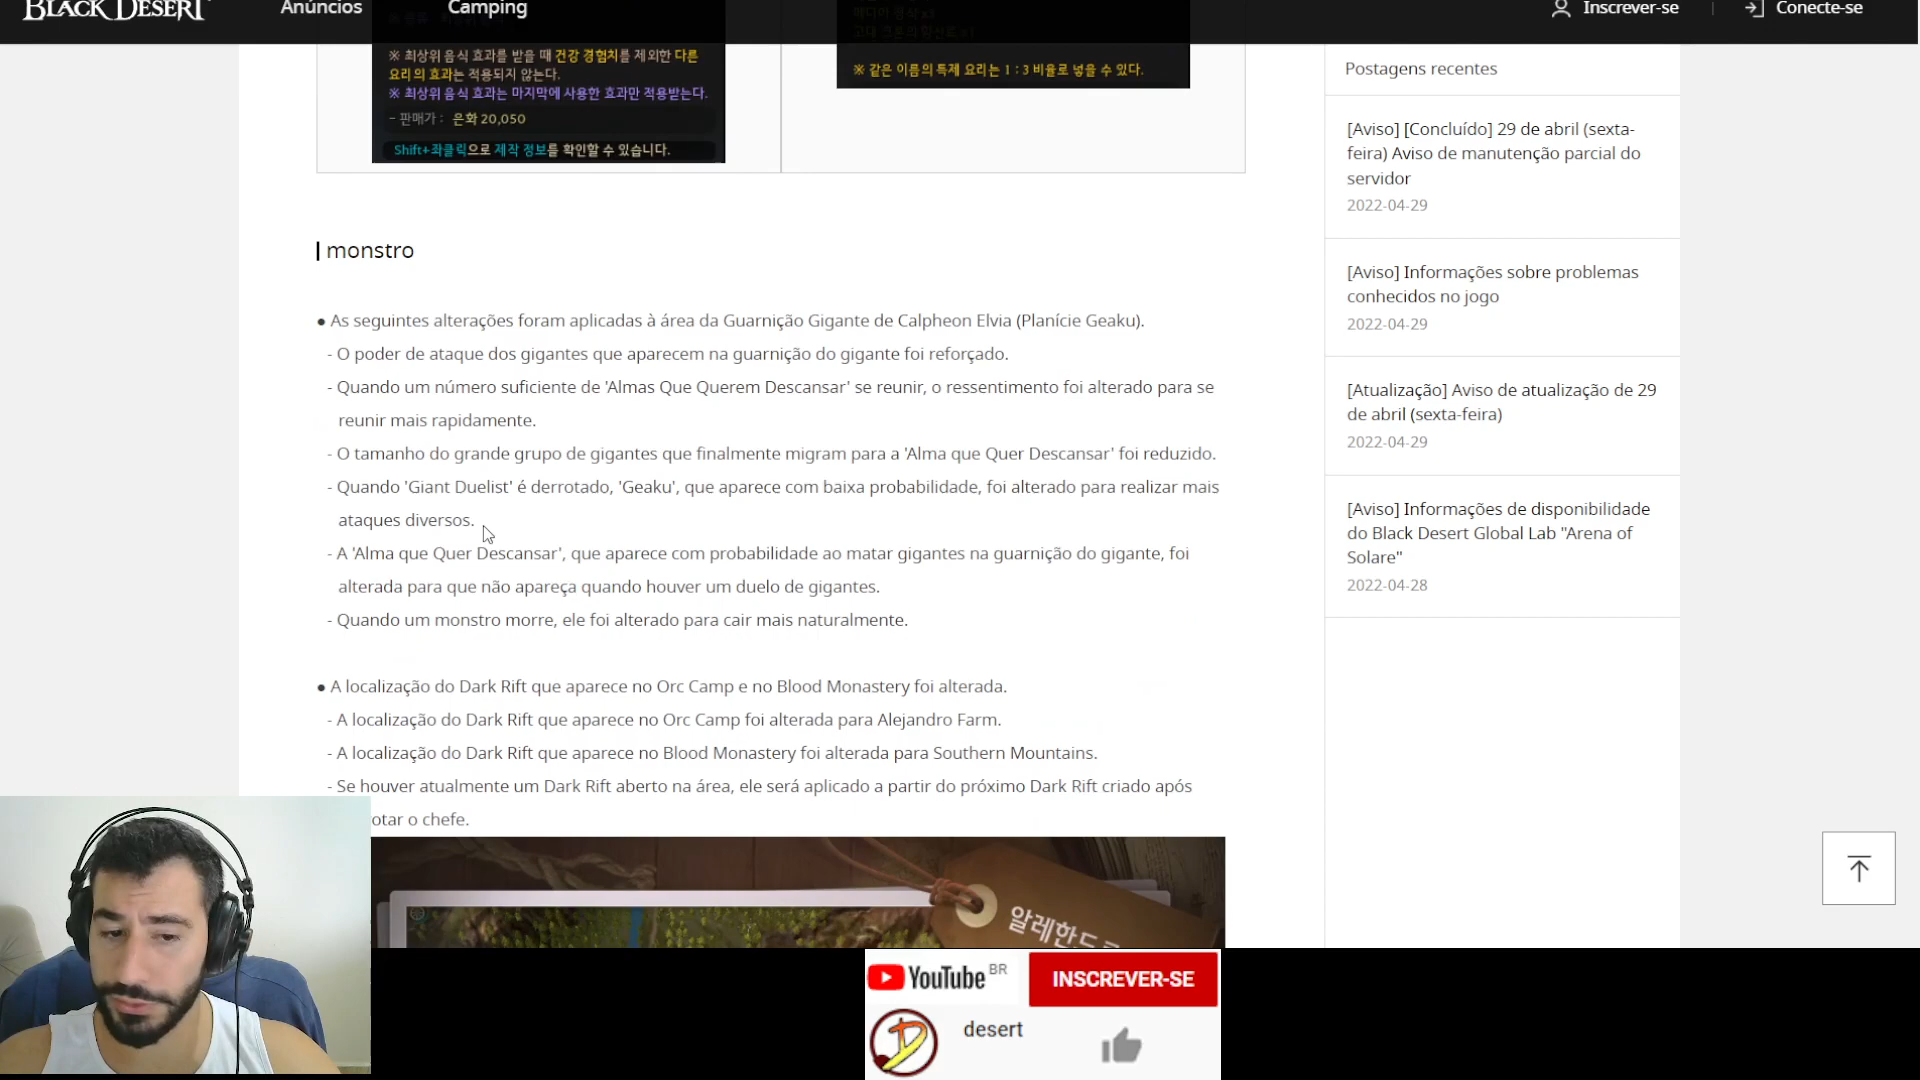 BLACK DESERT
Anúncios
Camping
Inscrever-se
Conecte-se
※ 최상위 음식 효과를 받을 때 건강 경험치를 제외한 다른
요리의 효과는 적용되지 않는다.
※ 최상위 음식 효과는 마지막에 사용한 효과만 적용받는다.
- 판매가 : 은화 20,050
Shift+좌클릭으로 제작 정보를 확인할 수 있습니다.
※ 같은 이름의 특제 요리는 1 : 3 비율로 넣을 수 있다.
monstro
● As seguintes alterações foram aplicadas à área da Guarnição Gigante de Calpheon Elvia (Planície Geaku).
- O poder de ataque dos gigantes que aparecem na guarnição do gigante foi reforçado.
- Quando um número suficiente de 'Almas Que Querem Descansar' se reunir, o ressentimento foi alterado para se
reunir mais rapidamente.
- O tamanho do grande grupo de gigantes que finalmente migram para a 'Alma que Quer Descansar' foi reduzido.
- Quando 'Giant Duelist' é derrotado, 'Geaku', que aparece com baixa probabilidade, foi alterado para realizar mais
ataques diversos.
- A 'Alma que Quer Descansar', que aparece com probabilidade ao matar gigantes na guarnição do gigante, foi
alterada para que não apareça quando houver um duelo de gigantes.
- Quando um monstro morre, ele foi alterado para cair mais naturalmente.
● A localização do Dark Rift que aparece no Orc Camp e no Blood Monastery foi alterada.
- A localização do Dark Rift que aparece no Orc Camp foi alterada para Alejandro Farm.
- A localização do Dark Rift que aparece no Blood Monastery foi alterada para Southern Mountains.
- Se houver atualmente um Dark Rift aberto na área, ele será aplicado a partir do próximo Dark Rift criado após
otar o chefe.
Postagens recentes
[Aviso] [Concluído] 29 de abril (sexta-
feira) Aviso de manutenção parcial do
servidor
2022-04-29
[Aviso] Informações sobre problemas
conhecidos no jogo
2022-04-29
[Atualização] Aviso de atualização de 29
de abril (sexta-feira)
2022-04-29
[Aviso] Informações de disponibilidade
do Black Desert Global Lab "Arena of
Solare"
2022-04-28
알레한드로
YouTube BR
INSCREVER-SE
desert